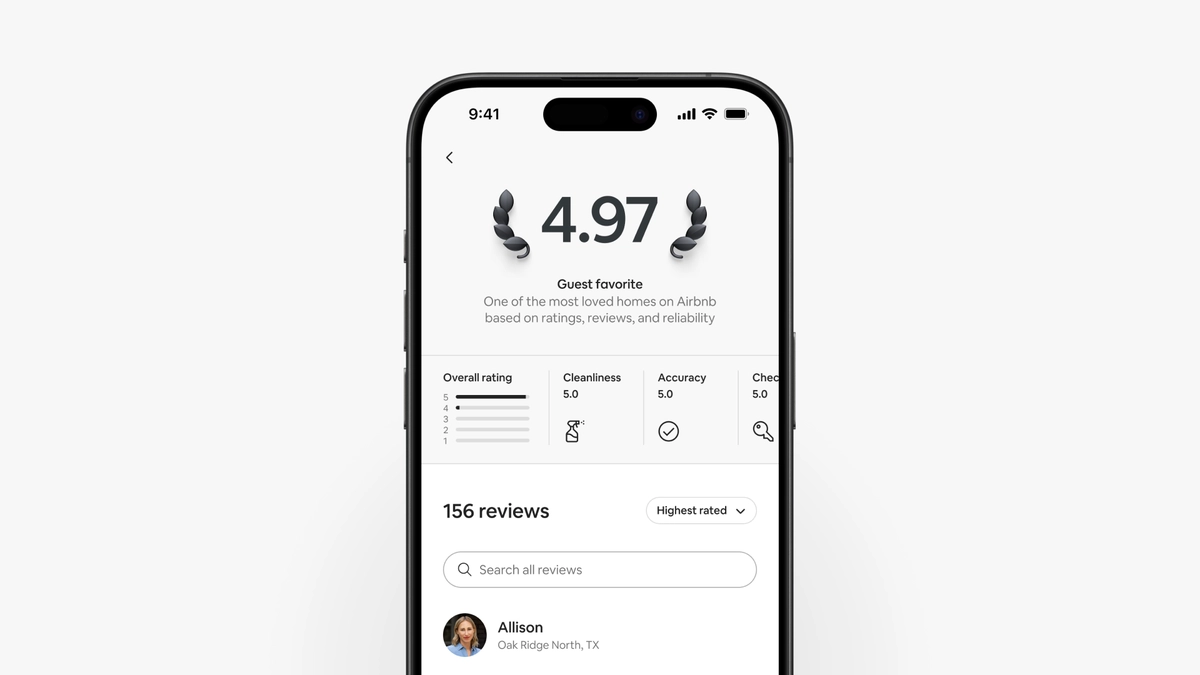 9:41
4.97
Guest favorite
One of the most loved homes on Airbnb
based on ratings, reviews, and reliability
Overall rating
5
4
3
2
1
Cleanliness
5.0
Accuracy
5.0
Chec
5.0
156 reviews
Highest rated
Search all reviews
Allison
Oak Ridge North, TX